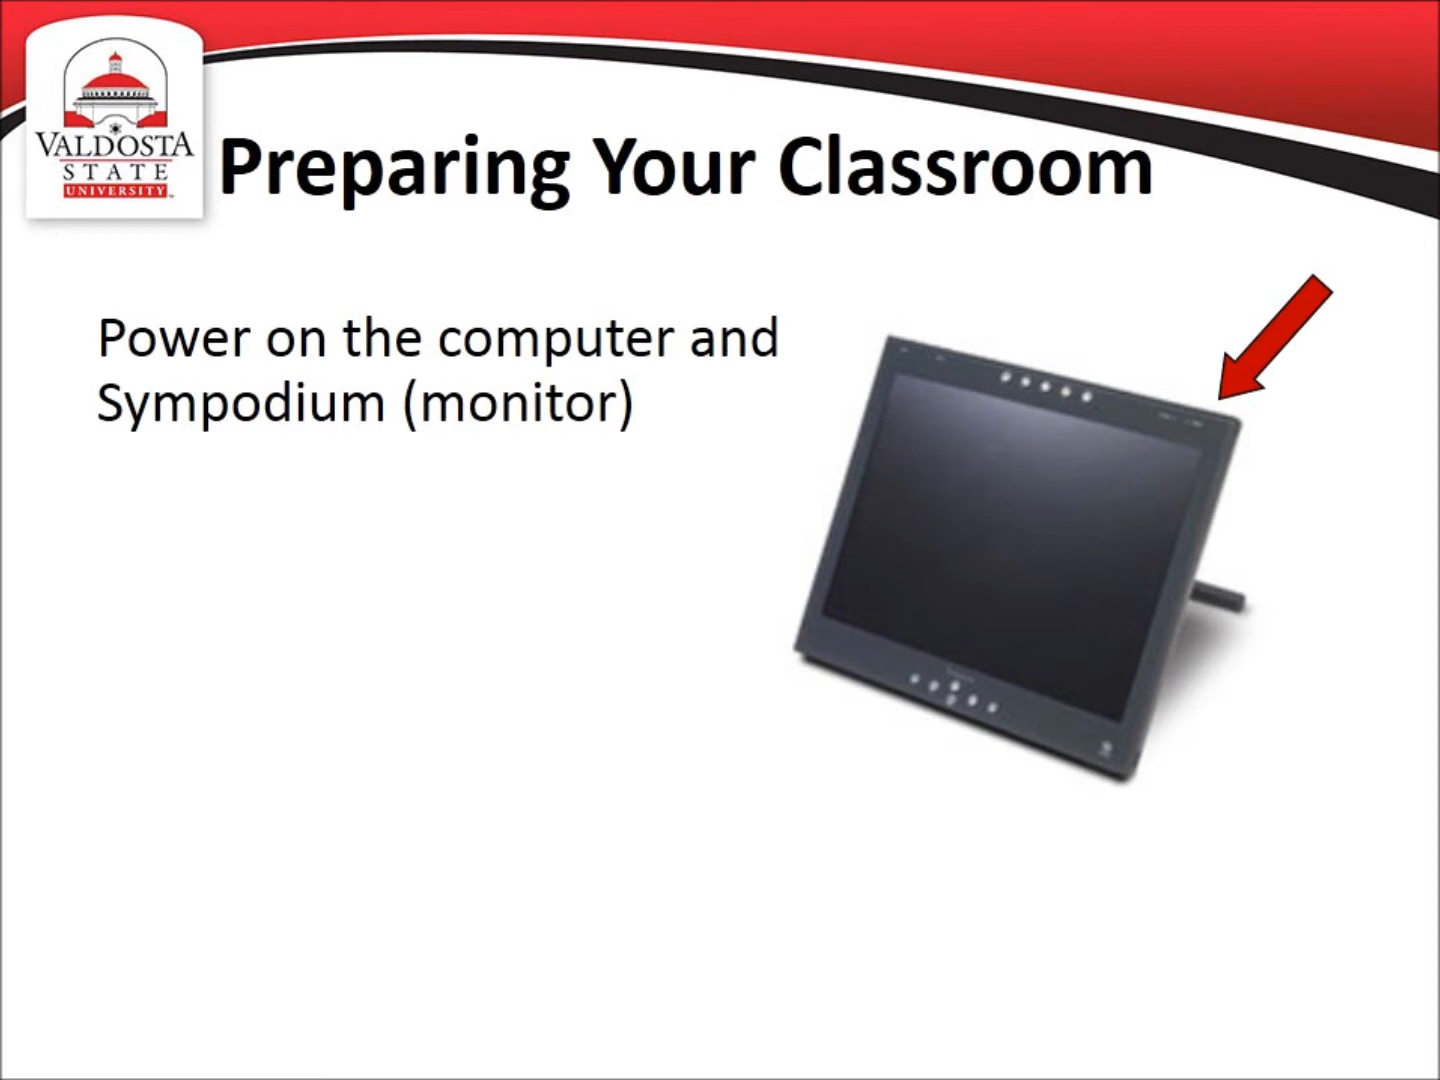 VALDOSTA
STATE
UNIVERSITY
Preparing Your Classroom
Power on the computer and
Sympodium (monitor)